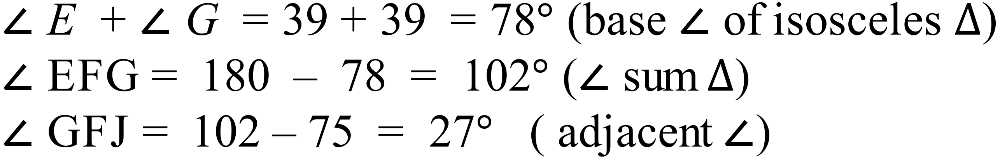 ∠ E + ∠ G = 39 + 39 = 78° (base ∠ of isosceles Δ)
∠ EFG = 180 – 78 = 102° (∠ sum Δ)
∠ GFJ = 102 – 75 = 27° ( adjacent ∠)